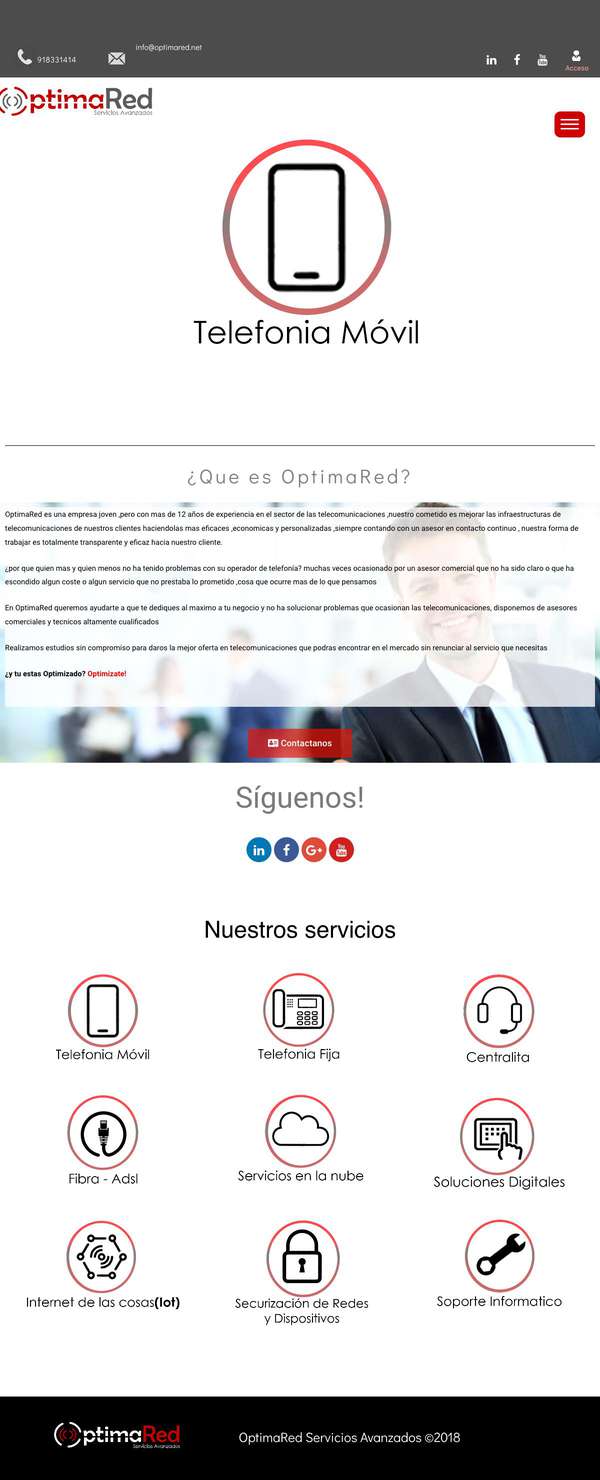 918331414
info@optimared.net
Acceso
OptimaRed
Servicios Avanzados
Telefonia Móvil
¿Que es OptimaRed?
OptimaRed es una empresa joven ,pero con mas de 12 años de experiencia en el sector de las telecomunicaciones ,nuestro cometido es mejorar las infraestructuras de
telecomunicaciones de nuestros clientes haciendolas mas eficaces ,economicas y personalizadas ,siempre contando con un asesor en contacto continuo , nuestra forma de
trabajar es totalmente transparente y eficaz hacia nuestro cliente.
¿por que quien mas y quien menos no ha tenido problemas con su operador de telefonía? muchas veces ocasionado por un asesor comercial que no ha sido claro o que ha
escondido algun coste o algun servicio que no prestaba lo prometido ,cosa que ocurre mas de lo que pensamos
En OptimaRed queremos ayudarte a que te dediques al maximo a tu negocio y no ha solucionar problemas que ocasionan las telecomunicaciones, disponemos de asesores
comerciales y tecnicos altamente cualificados
Realizamos estudios sin compromiso para daros la mejor oferta en telecomunicaciones que podras encontrar en el mercado sin renunciar al servicio que necesitas
¿y tu estas Optimizado? Optimizate!
Contactanos
Síguenos!
Nuestros servicios
Telefonia Móvil
Telefonia Fija
Centralita
Fibra - Adsl
Servicios en la nube
Soluciones Digitales
Internet de las cosas(Iot)
Securización de Redes
y Dispositivos
Soporte Informatico
OptimaRed
Servicios Avanzados
OptimaRed Servicios Avanzados ©2018